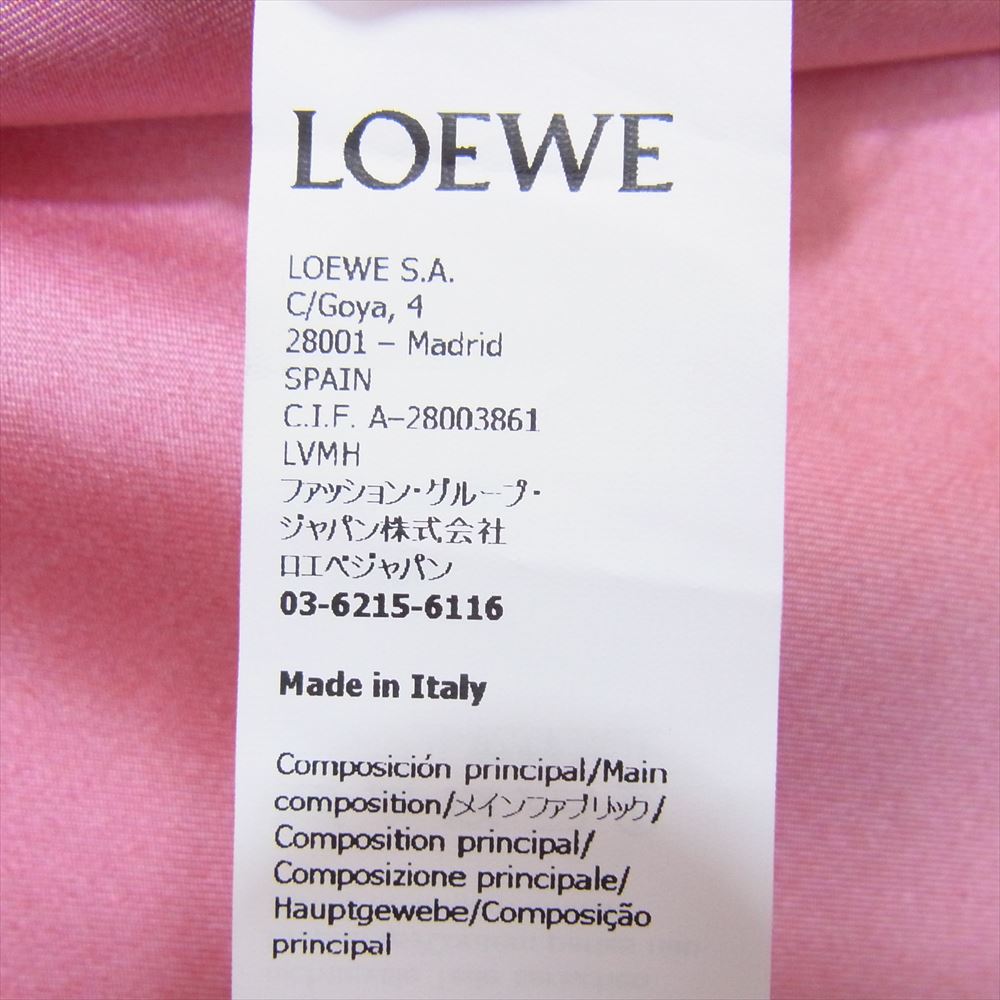 LOEWE
LOEWE S.A.
C/Goya, 4
28001 – Madrid
SPAIN
C.I.F. A–28003861
LVMH
ファッション・グループ・
ジャパン株式会社
ロエベジャパン
03-6215-6116
Made in Italy
Composición principal/Main
composition/メインファブリック/
Composition principal/
Composizione principale/
Hauptgewebe/Composição
principal